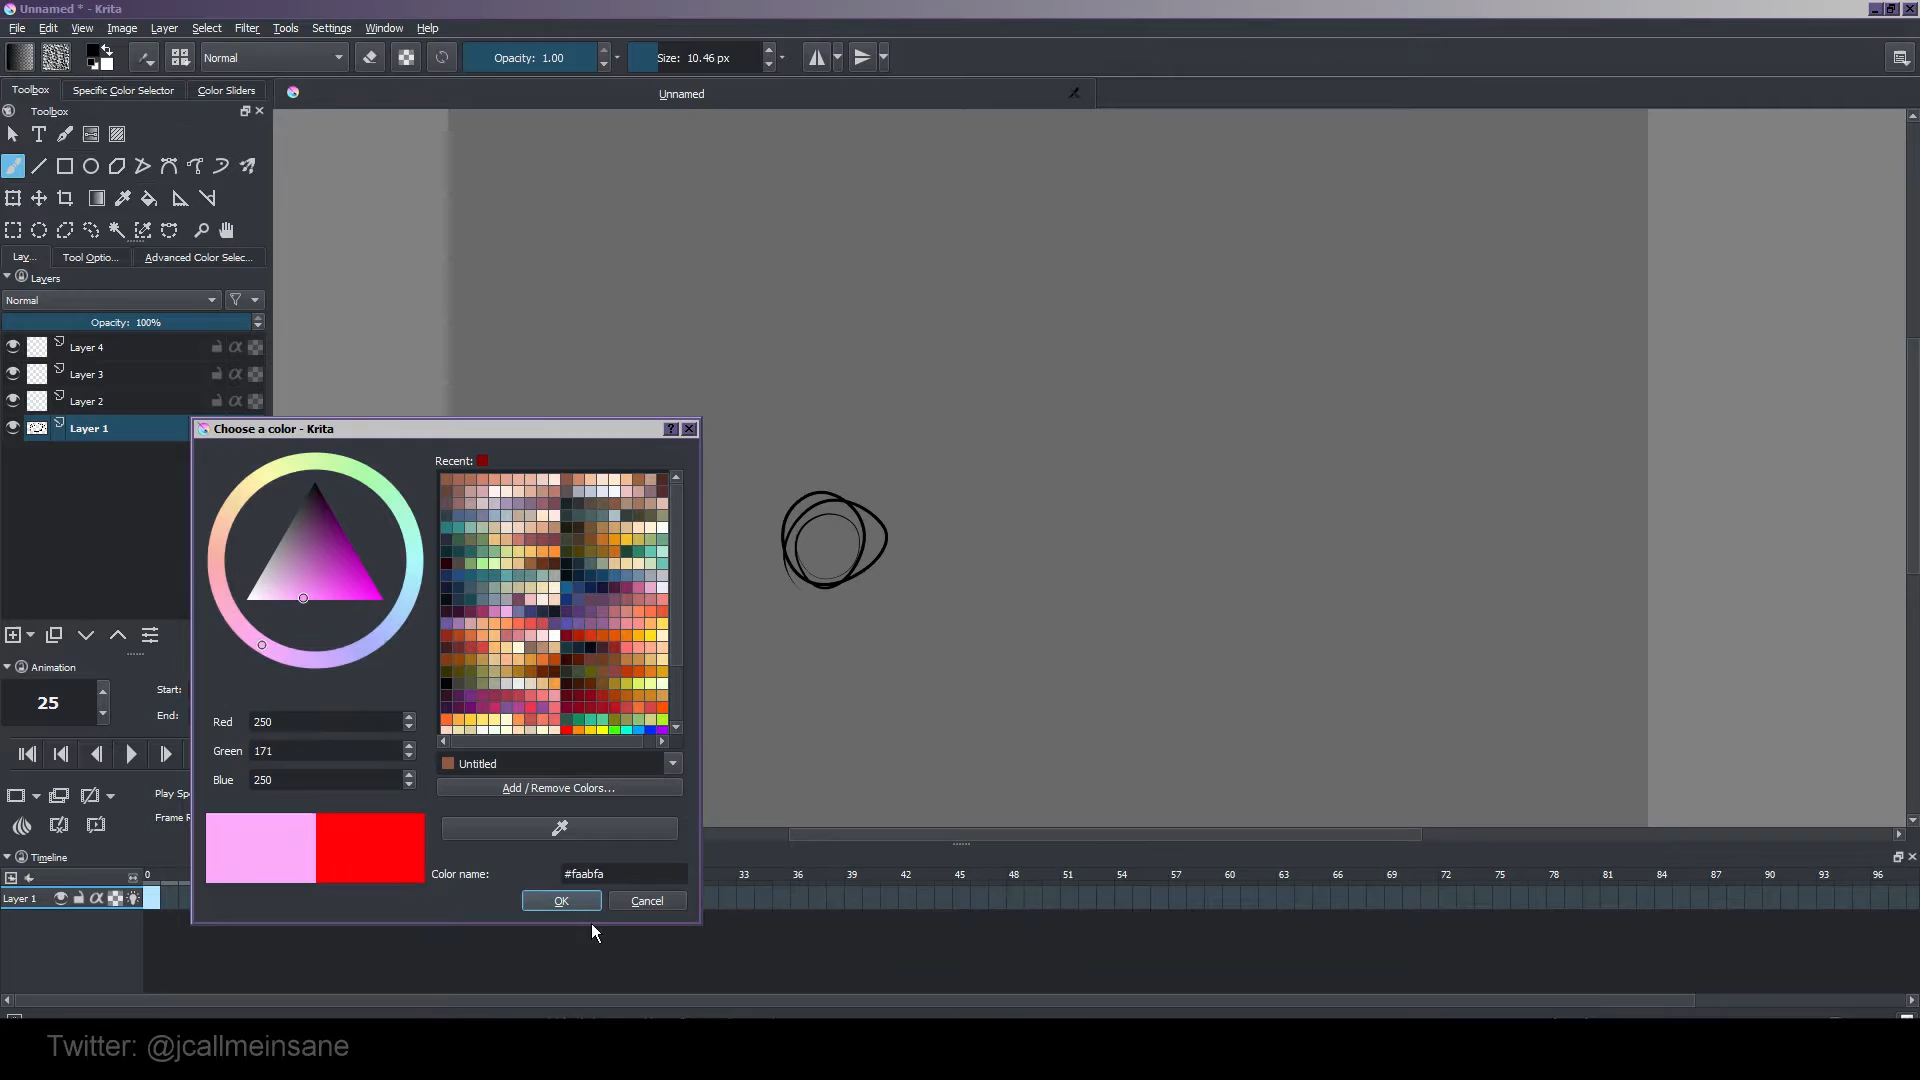 Unnamed * - Krita
File Edit View Image Layer Select Filter Tools Settings Window Help
Normal Opacity: 1.00 Size: 10.46 px
Toolbox Specific Color Selector Color Sliders
Unnamed
Toolbox
Lay... Tool Optio... Advanced Color Selec...
Layers
Normal
Opacity: 100%
Layer 4
Layer 3
Layer 2
Layer 1
Choose a color - Krita
Recent:
Animation
25
Start:
End:
Red 250
Green 171
Blue 250
Untitled
Add / Remove Colors...
Play Sp
Frame R
Color name: #faabfa
OK Cancel
Timeline
0 33 36 39 42 45 48 51 54 57 60 63 66 69 72 75 78 81 84 87 90 93 96
Layer 1
Twitter: @jcallmeinsane